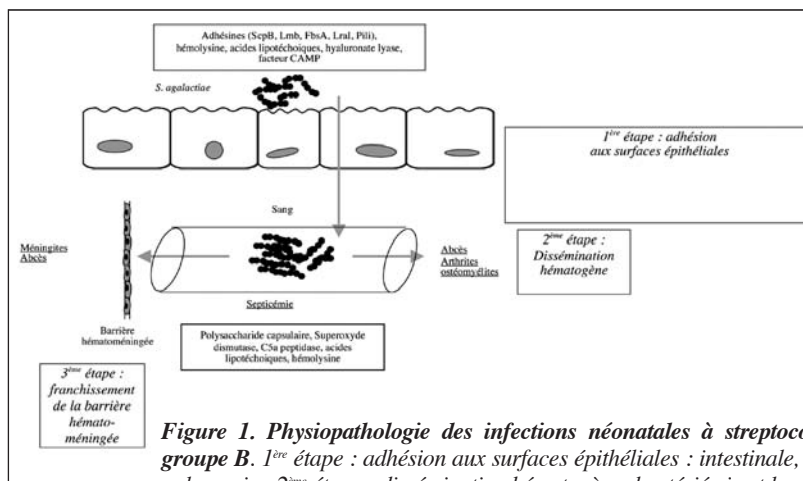 Adhésines (ScpB, Lmb, FbsA, LraI, Pili),
hémolysine, acides lipotéchoiques, hyaluronate lyase,
facteur CAMP
S. agalactiae
1ère étape : adhésion
aux surfaces épithéliales
Sang
Méningites
Abcès
Abcès
Arthrites
ostéomyélites
2ème étape :
Dissémination
hématogène
Septicémie
Barrière
hématoméningée
Polysaccharide capsulaire, Superoxyde
dismutase, C5a peptidase, acides
lipotéchoiques, hémolysine
3ème étape :
franchissement
de la barrière
hémato-
méningée
Figure 1. Physiopathologie des infections néonatales à streptoco
groupe B. 1ère étape : adhésion aux surfaces épithéliales : intestinale,